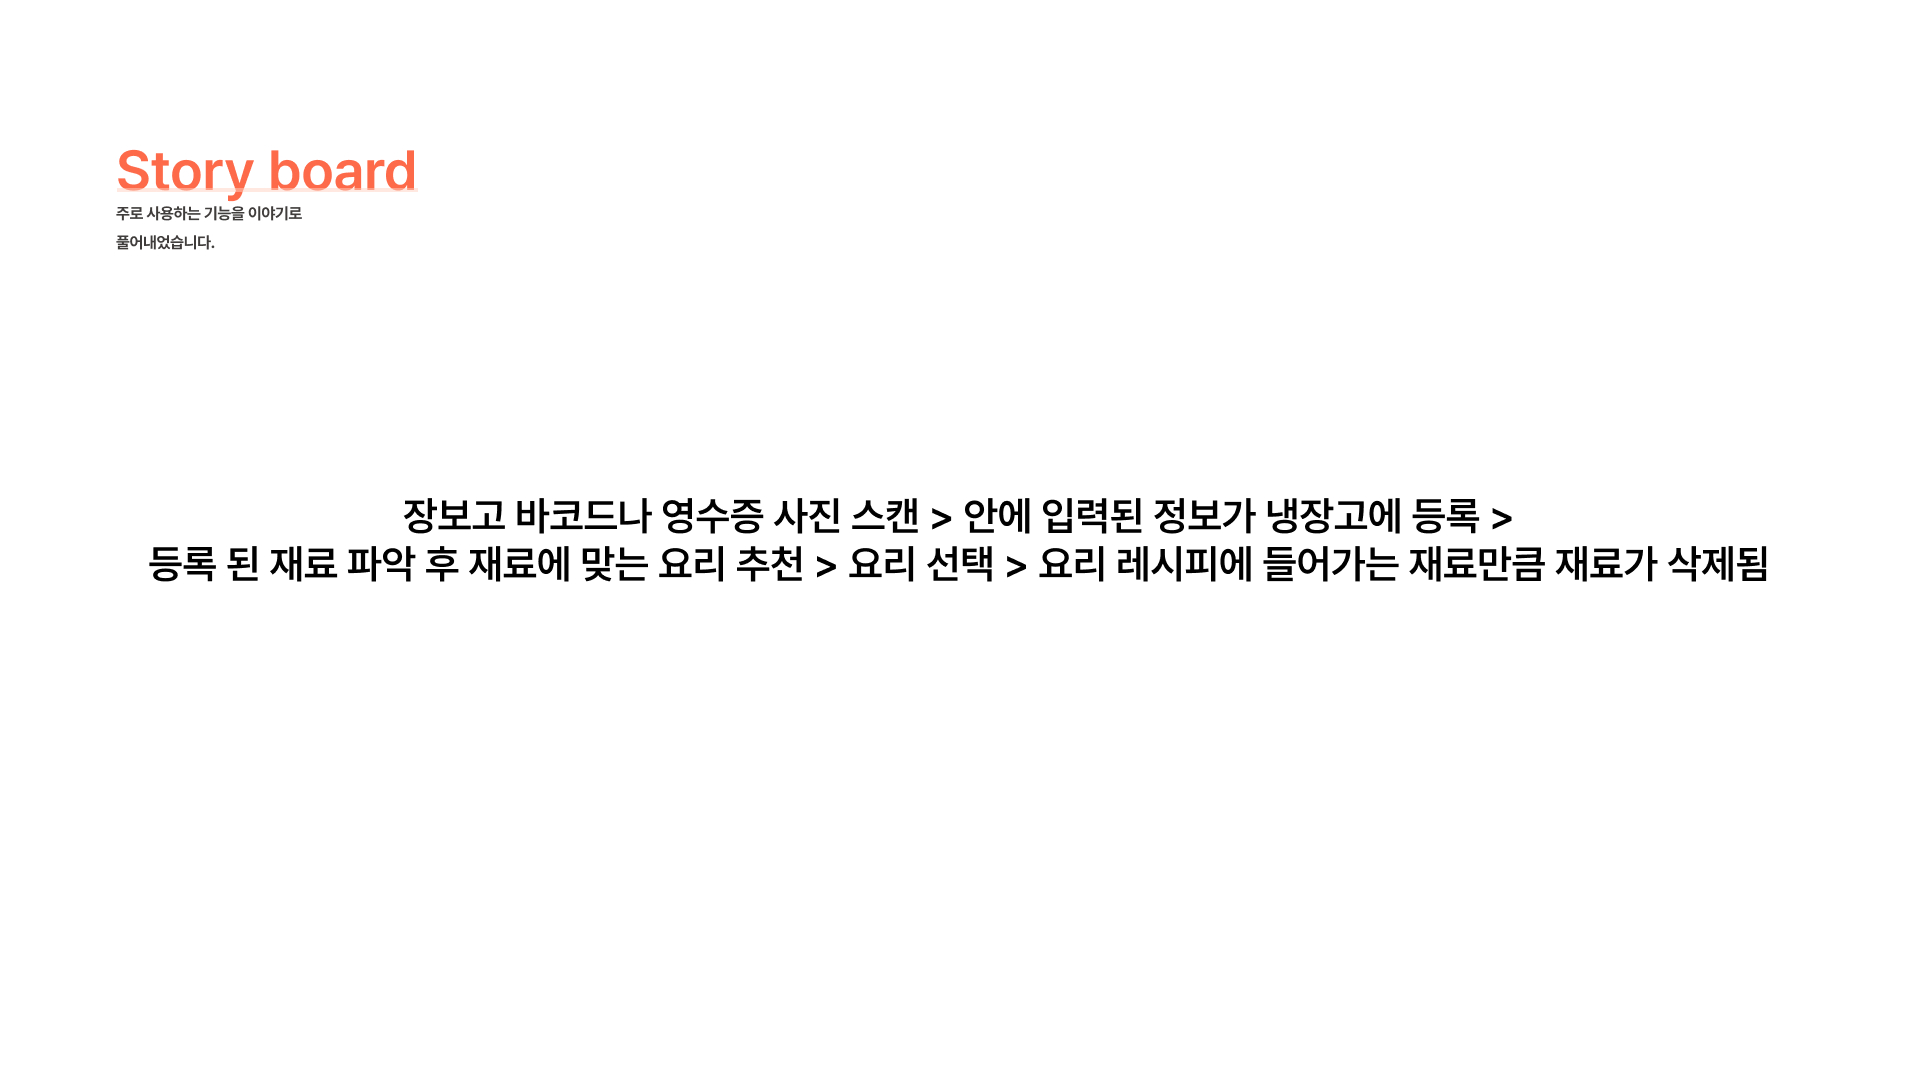 Story board
주로 사용하는 기능을 이야기로
풀어내었습니다.
장보고 바코드나 영수증 사진 스캔 > 안에 입력된 정보가 냉장고에 등록 >
등록 된 재료 파악 후 재료에 맞는 요리 추천 > 요리 선택 > 요리 레시피에 들어가는 재료만큼 재료가 삭제됨